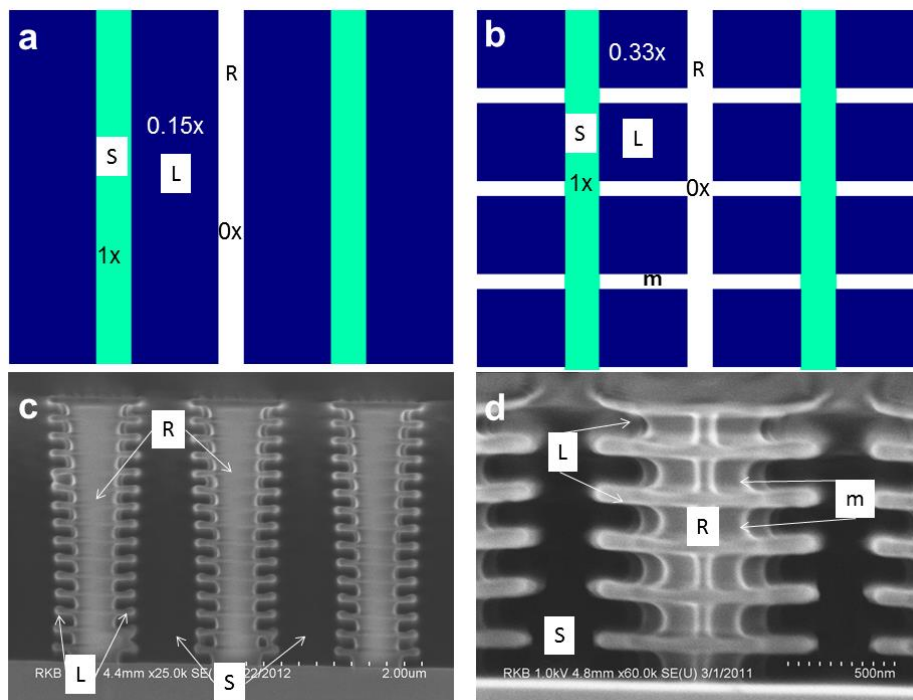 a
R
0.15x
S
L
0x
1x
b
0.33x
R
S
L
1x
0x
m
c
R
L
S
RKB V 4.4mm x25.0k SE( 22/2012
2.00um
d
L
m
R
S
RKB 1.0kV 4.8mm x60.0k SE(U) 3/1/2011
500nm